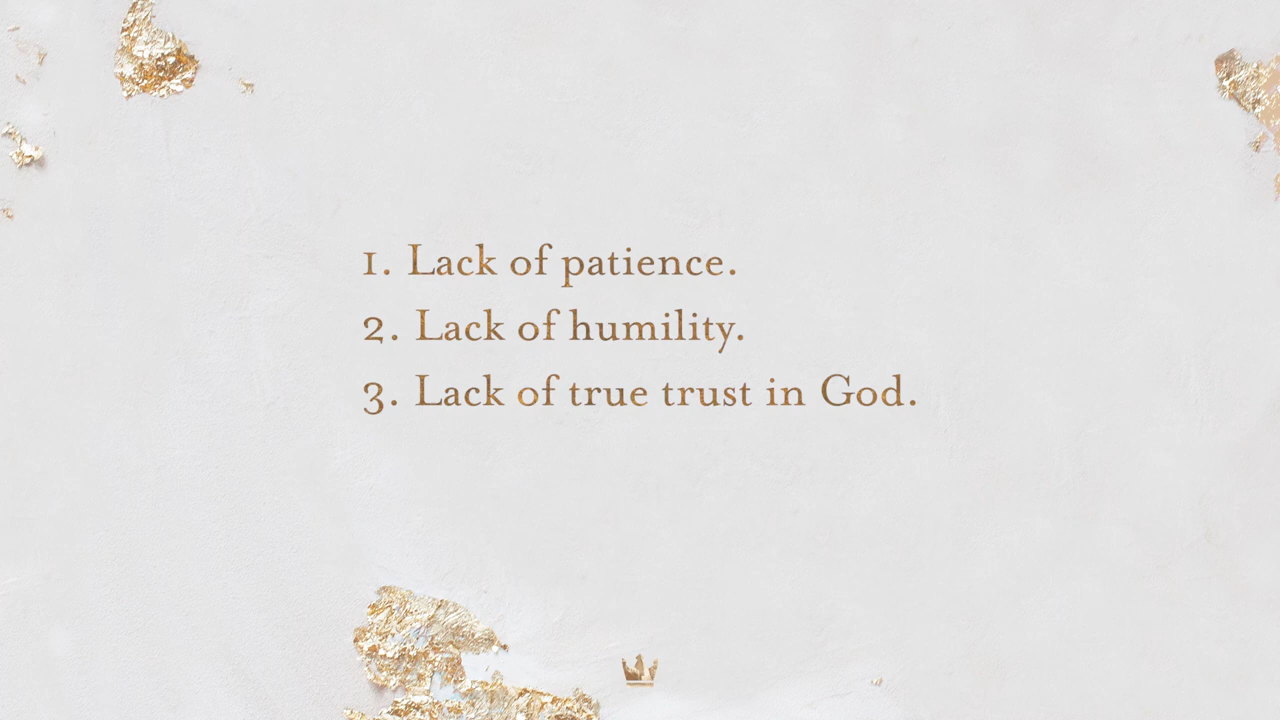 1. Lack of patience.
2. Lack of humility.
3. Lack of true trust in God.